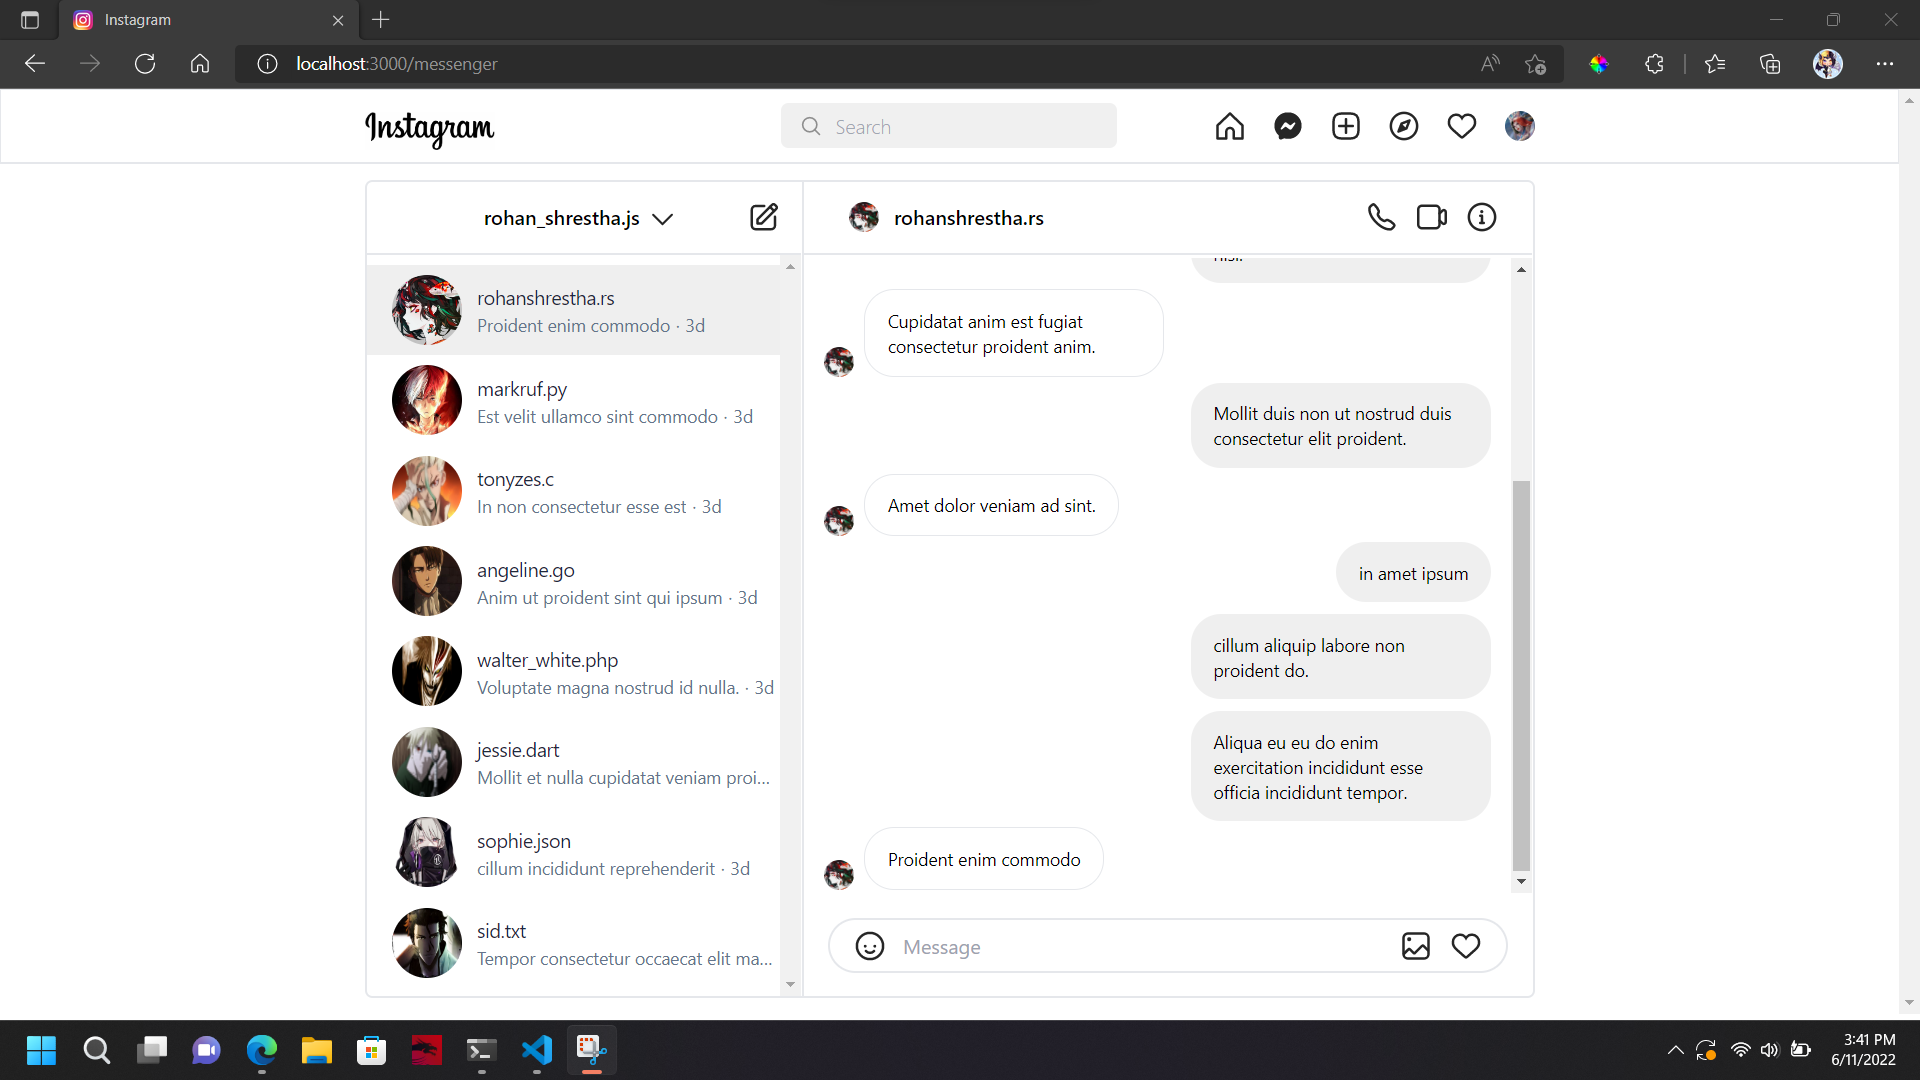 Instagram
localhost:3000/messenger
Instagram
Search
rohan_shrestha.js
rohanshrestha.rs
Proident enim commodo · 3d
markruf.py
Est velit ullamco sint commodo · 3d
tonyzes.c
In non consectetur esse est · 3d
angeline.go
Anim ut proident sint qui ipsum · 3d
walter_white.php
Voluptate magna nostrud id nulla. · 3d
jessie.dart
Mollit et nulla cupidatat veniam proi...
sophie.json
cillum incididunt reprehenderit · 3d
sid.txt
Tempor consectetur occaecat elit ma...
rohanshrestha.rs
nisi.
Cupidatat anim est fugiat
consectetur proident anim.
Mollit duis non ut nostrud duis
consectetur elit proident.
Amet dolor veniam ad sint.
in amet ipsum
cillum aliquip labore non
proident do.
Aliqua eu eu do enim
exercitation incididunt esse
officia incididunt tempor.
Proident enim commodo
Message
3:41 PM
6/11/2022